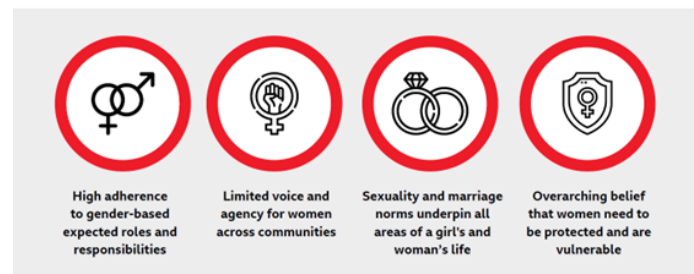 High adherence
to gender-based
expected roles and
responsibilities
Limited voice and
agency for women
across communities
Sexuality and marriage
norms underpin all
areas of a girl's and
woman's life
Overarching belief
that women need to
be protected and are
vulnerable